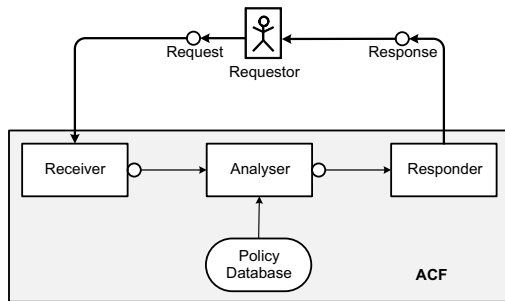 Request
Response
Requestor
Receiver
Analyser
Responder
Policy
Database
ACF